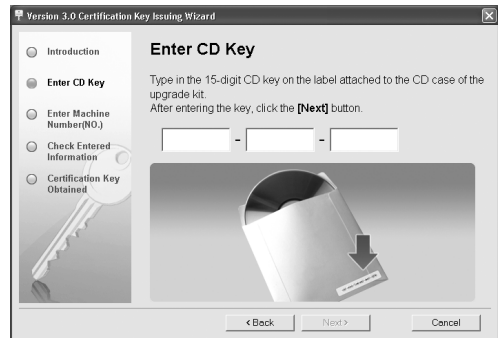 Version 3.0 Certification Key Issuing Wizard
Introduction
Enter CD Key
Enter Machine
Number(NO.)
Check Entered
Information
Certification Key
Obtained
Enter CD Key
Type in the 15-digit CD key on the label attached to the CD case of the
upgrade kit.
After entering the key, click the [Next] button.
- -
< Back
Next >
Cancel